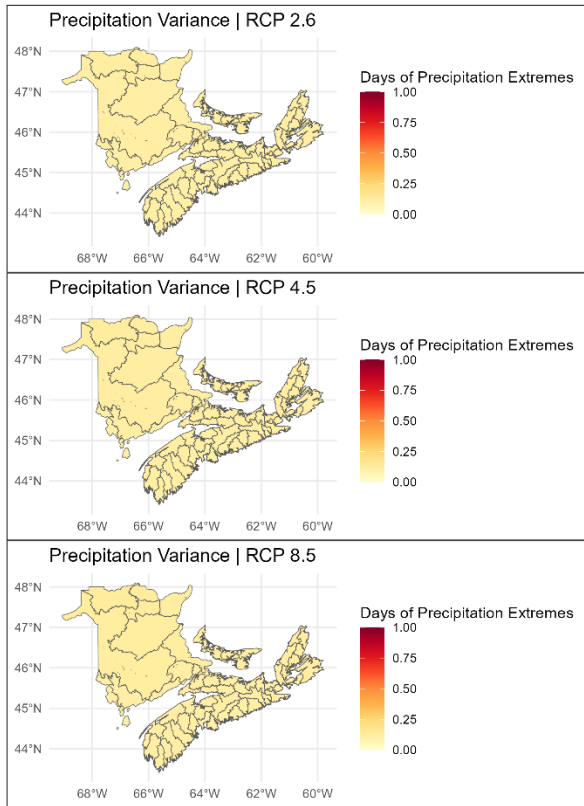 Precipitation Variance | RCP 2.6
48°N
47°N
46°N
45°N
44°N
68°W 66°W 64°W 62°W 60°W
Days of Precipitation Extremes
1.00
0.75
0.50
0.25
0.00
Precipitation Variance | RCP 4.5
48°N
47°N
46°N
45°N
44°N
68°W 66°W 64°W 62°W 60°W
Days of Precipitation Extremes
1.00
0.75
0.50
0.25
0.00
Precipitation Variance | RCP 8.5
48°N
47°N
46°N
45°N
44°N
68°W 66°W 64°W 62°W 60°W
Days of Precipitation Extremes
1.00
0.75
0.50
0.25
0.00